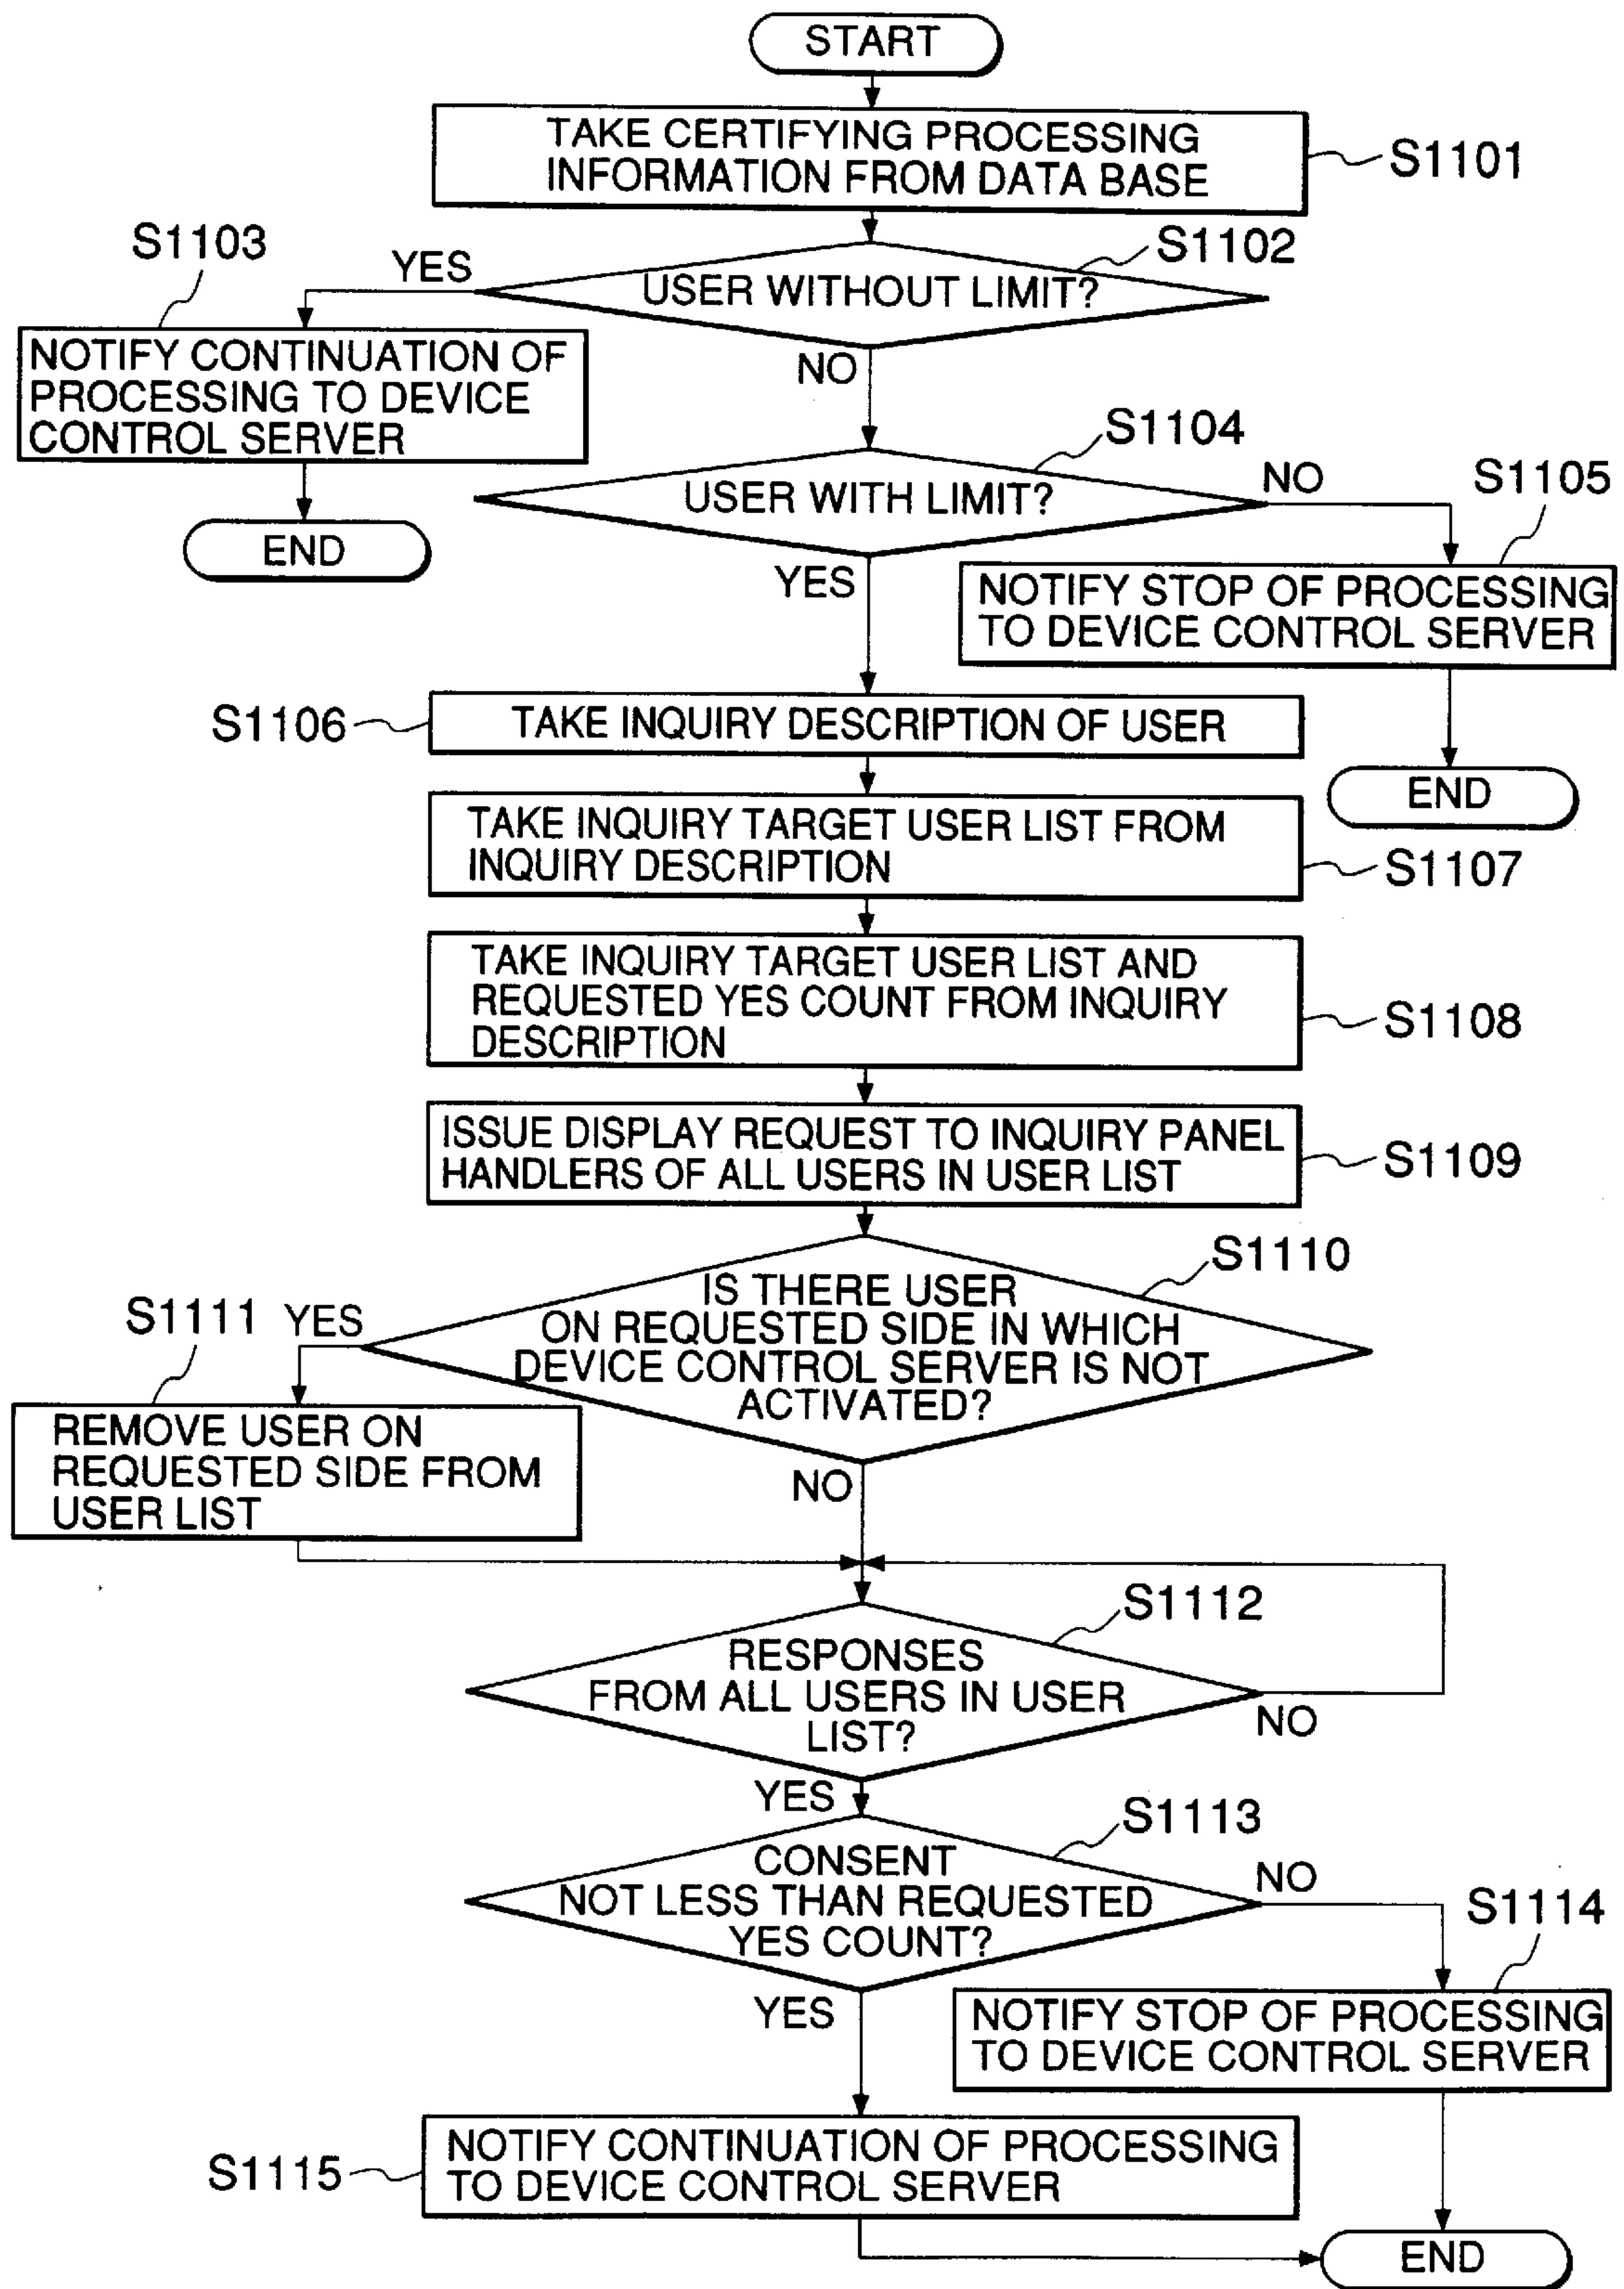 START
TAKE CERTIFYING PROCESSING
INFORMATION FROM DATA BASE
S1101
S1103
YES
S1102
USER WITHOUT LIMIT?
NOTIFY CONTINUATION OF
PROCESSING TO DEVICE
CONTROL SERVER
NO
END
S1104
USER WITH LIMIT?
NO
S1105
YES
NOTIFY STOP OF PROCESSING
TO DEVICE CONTROL SERVER
END
S1106
TAKE INQUIRY DESCRIPTION OF USER
TAKE INQUIRY TARGET USER LIST FROM
INQUIRY DESCRIPTION
S1107
TAKE INQUIRY TARGET USER LIST AND
REQUESTED YES COUNT FROM INQUIRY
DESCRIPTION
S1108
ISSUE DISPLAY REQUEST TO INQUIRY PANEL
HANDLERS OF ALL USERS IN USER LIST
S1109
S1110
IS THERE USER
ON REQUESTED SIDE IN WHICH
DEVICE CONTROL SERVER IS NOT
ACTIVATED?
S1111
YES
REMOVE USER ON
REQUESTED SIDE FROM
USER LIST
NO
S1112
RESPONSES
FROM ALL USERS IN USER
LIST?
NO
YES
S1113
CONSENT
NOT LESS THAN REQUESTED
YES COUNT?
NO
S1114
YES
NOTIFY STOP OF PROCESSING
TO DEVICE CONTROL SERVER
S1115
NOTIFY CONTINUATION OF PROCESSING
TO DEVICE CONTROL SERVER
END